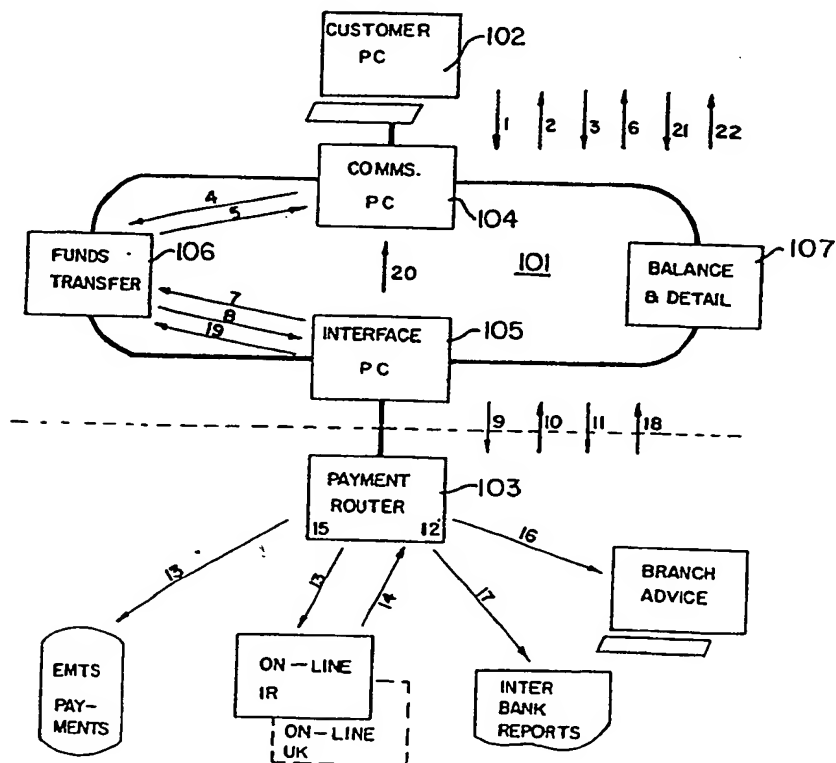 CUSTOMER
PC
102
1
2
3
6
21
22
COMMS.
PC
104
4
5
106
FUNDS
TRANSFER
20
101
107
BALANCE
& DETAIL
7
8
19
105
INTERFACE
PC
9
10
11
18
PAYMENT
ROUTER
15
12
103
13
13
14
17
16
BRANCH
ADVICE
EMTS
PAY-
MENTS
ON-LINE
IR
ON-LINE
UK
INTER
BANK
REPORTS